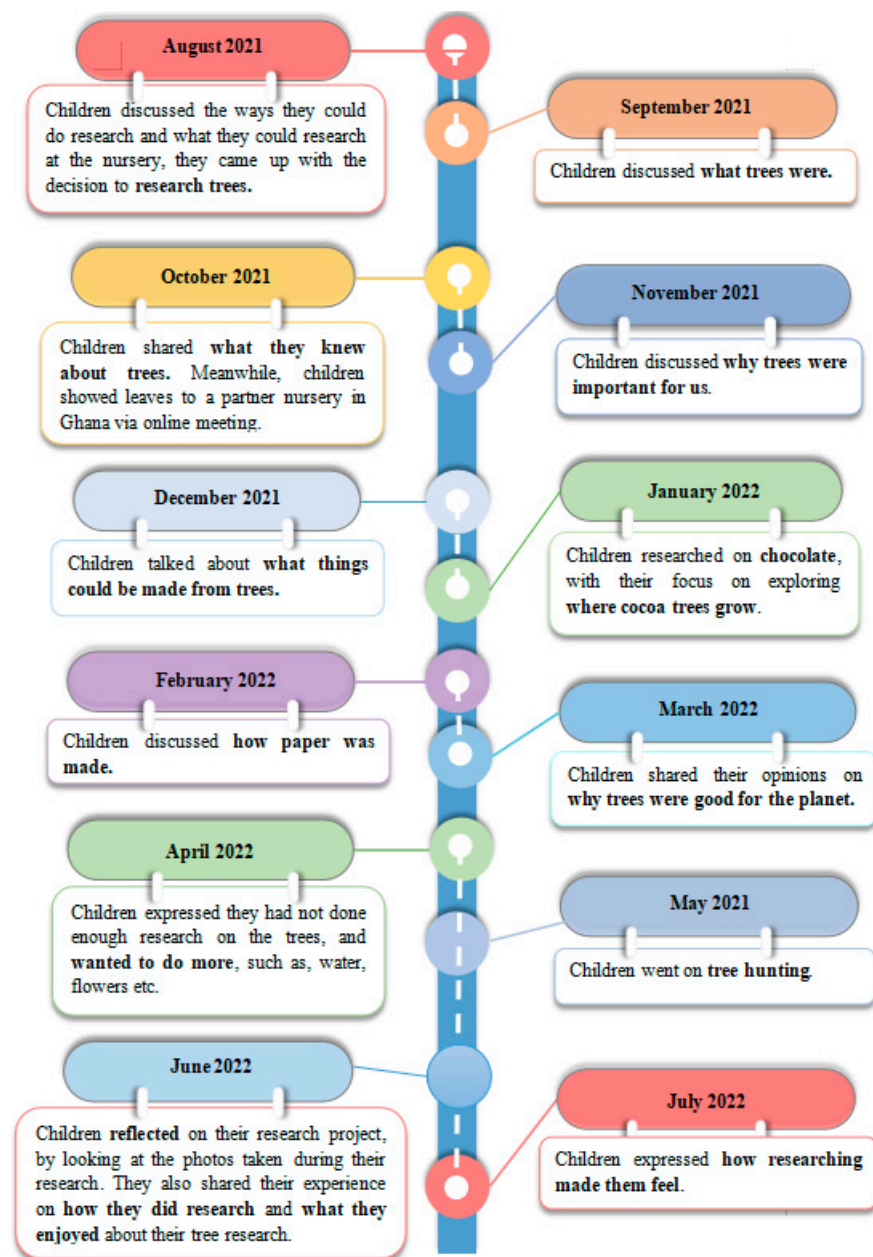 August 2021
Children discussed the ways they could
do research and what they could research
at the nursery, they came up with the
decision to research trees.
September 2021
Children discussed what trees were.
October 2021
Children shared what they knew
about trees. Meanwhile, children
showed leaves to a partner nursery in
Ghana via online meeting.
November 2021
Children discussed why trees were
important for us.
December 2021
Children talked about what things
could be made from trees.
January 2022
Children researched on chocolate,
with their focus on exploring
where cocoa trees grow.
February 2022
Children discussed how paper was
made.
March 2022
Children shared their opinions on
why trees were good for the planet.
April 2022
Children expressed they had not done
enough research on the trees, and
wanted to do more, such as, water,
flowers etc.
May 2021
Children went on tree hunting.
June 2022
Children reflected on their research project,
by looking at the photos taken during their
research. They also shared their experience
on how they did research and what they
enjoyed about their tree research.
July 2022
Children expressed how researching
made them feel.